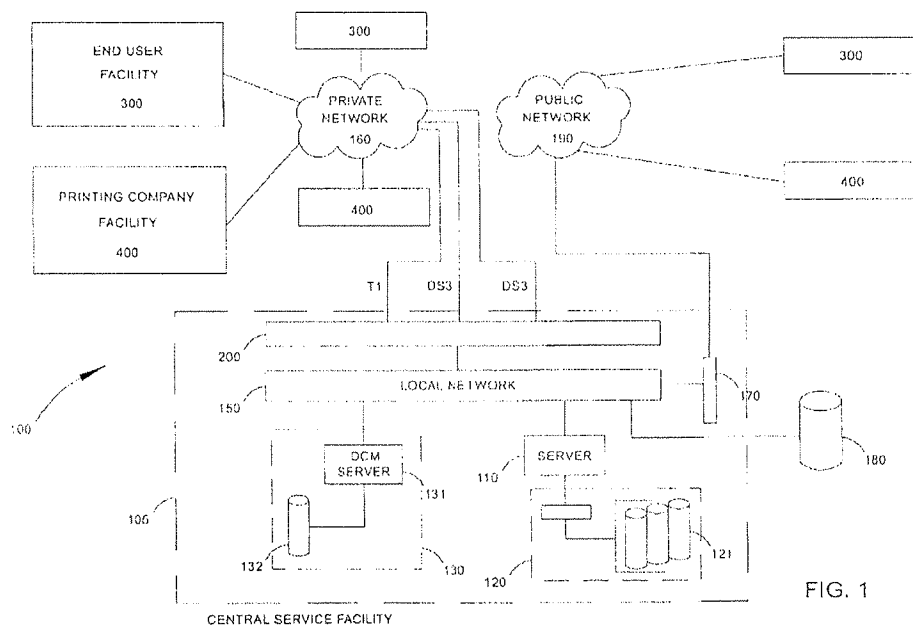 300
END USER
FACILITY
300
PRIVATE
NETWORK
160
PUBLIC
NETWORK
190
300
PRINTING COMPANY
FACILITY
400
400
400
T1
DS3
DS3
200
LOCAL NETWORK
150
170
100
DCM
SERVER
131
SERVER
110
180
105
132
130
120
121
FIG. 1
CENTRAL SERVICE FACILITY